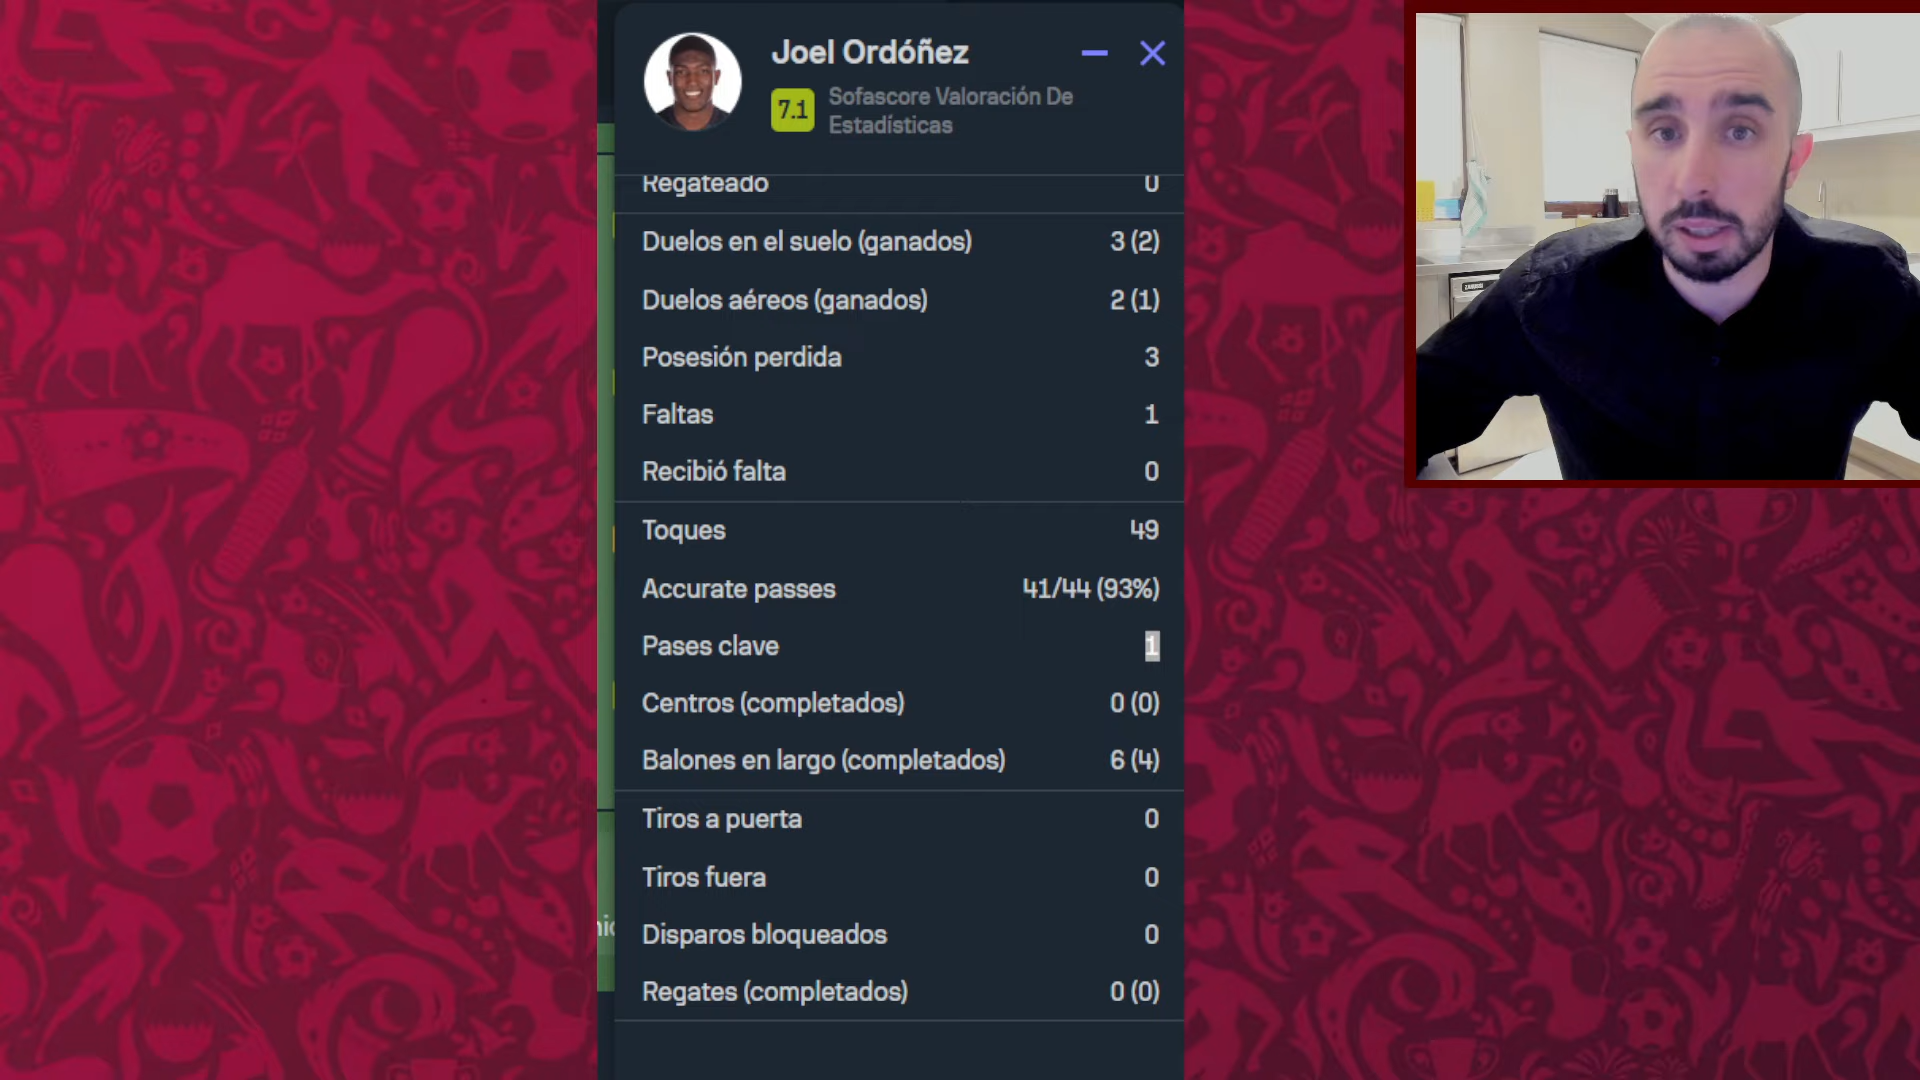 Joel Ordóñez
7.1
Sofascore Valoración De
Estadísticas
Regateado 0
Duelos en el suelo (ganados) 3 (2)
Duelos aéreos (ganados) 2 (1)
Posesión perdida 3
Faltas 1
Recibió falta 0
Toques 49
Accurate passes 41/44 (93%)
Pases clave 1
Centros (completados) 0 (0)
Balones en largo (completados) 6 (4)
Tiros a puerta 0
Tiros fuera 0
Disparos bloqueados 0
Regates (completados) 0 (0)